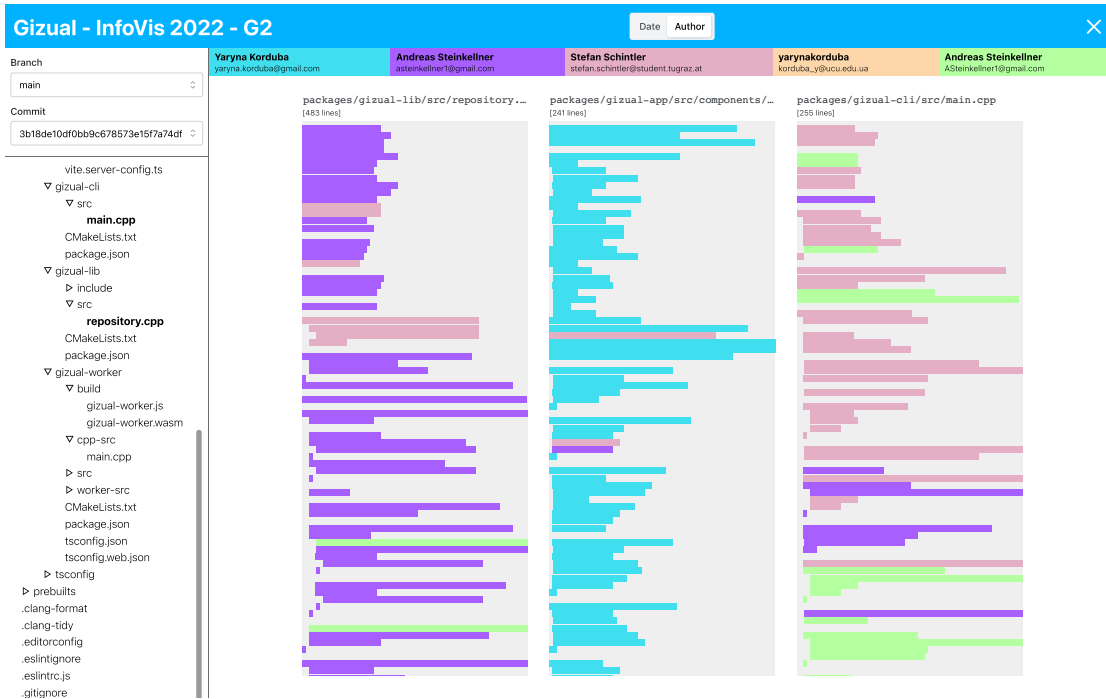 Gizual - InfoVis 2022 - G2
Date Author
Branch
main
Commit
3b18de10df0bb9c678573e15f7a74df
vite.server-config.ts
gizual-cli
src
main.cpp
CMakeLists.txt
package.json
gizual-lib
include
src
repository.cpp
CMakeLists.txt
package.json
gizual-worker
build
gizual-worker.js
gizual-worker.wasm
cpp-src
main.cpp
src
worker-src
CMakeLists.txt
package.json
tsconfig.json
tsconfig.web.json
tsconfig
prebuilts
.clang-format
.clang-tidy
.editorconfig
.eslintignore
.eslintrc.js
.gitignore
Yaryna Korduba
yaryna.korduba@gmail.com
Andreas Steinkellner
asteinkellner1@gmail.com
Stefan Schintler
stefan.schintler@student.tugraz.at
yarynakorduba
korduba_y@ucu.edu.ua
Andreas Steinkellner
ASteinkellner1@gmail.com
packages/gizual-lib/src/repository.…
[483 lines]
packages/gizual-app/src/components/…
[241 lines]
packages/gizual-cli/src/main.cpp
[255 lines]